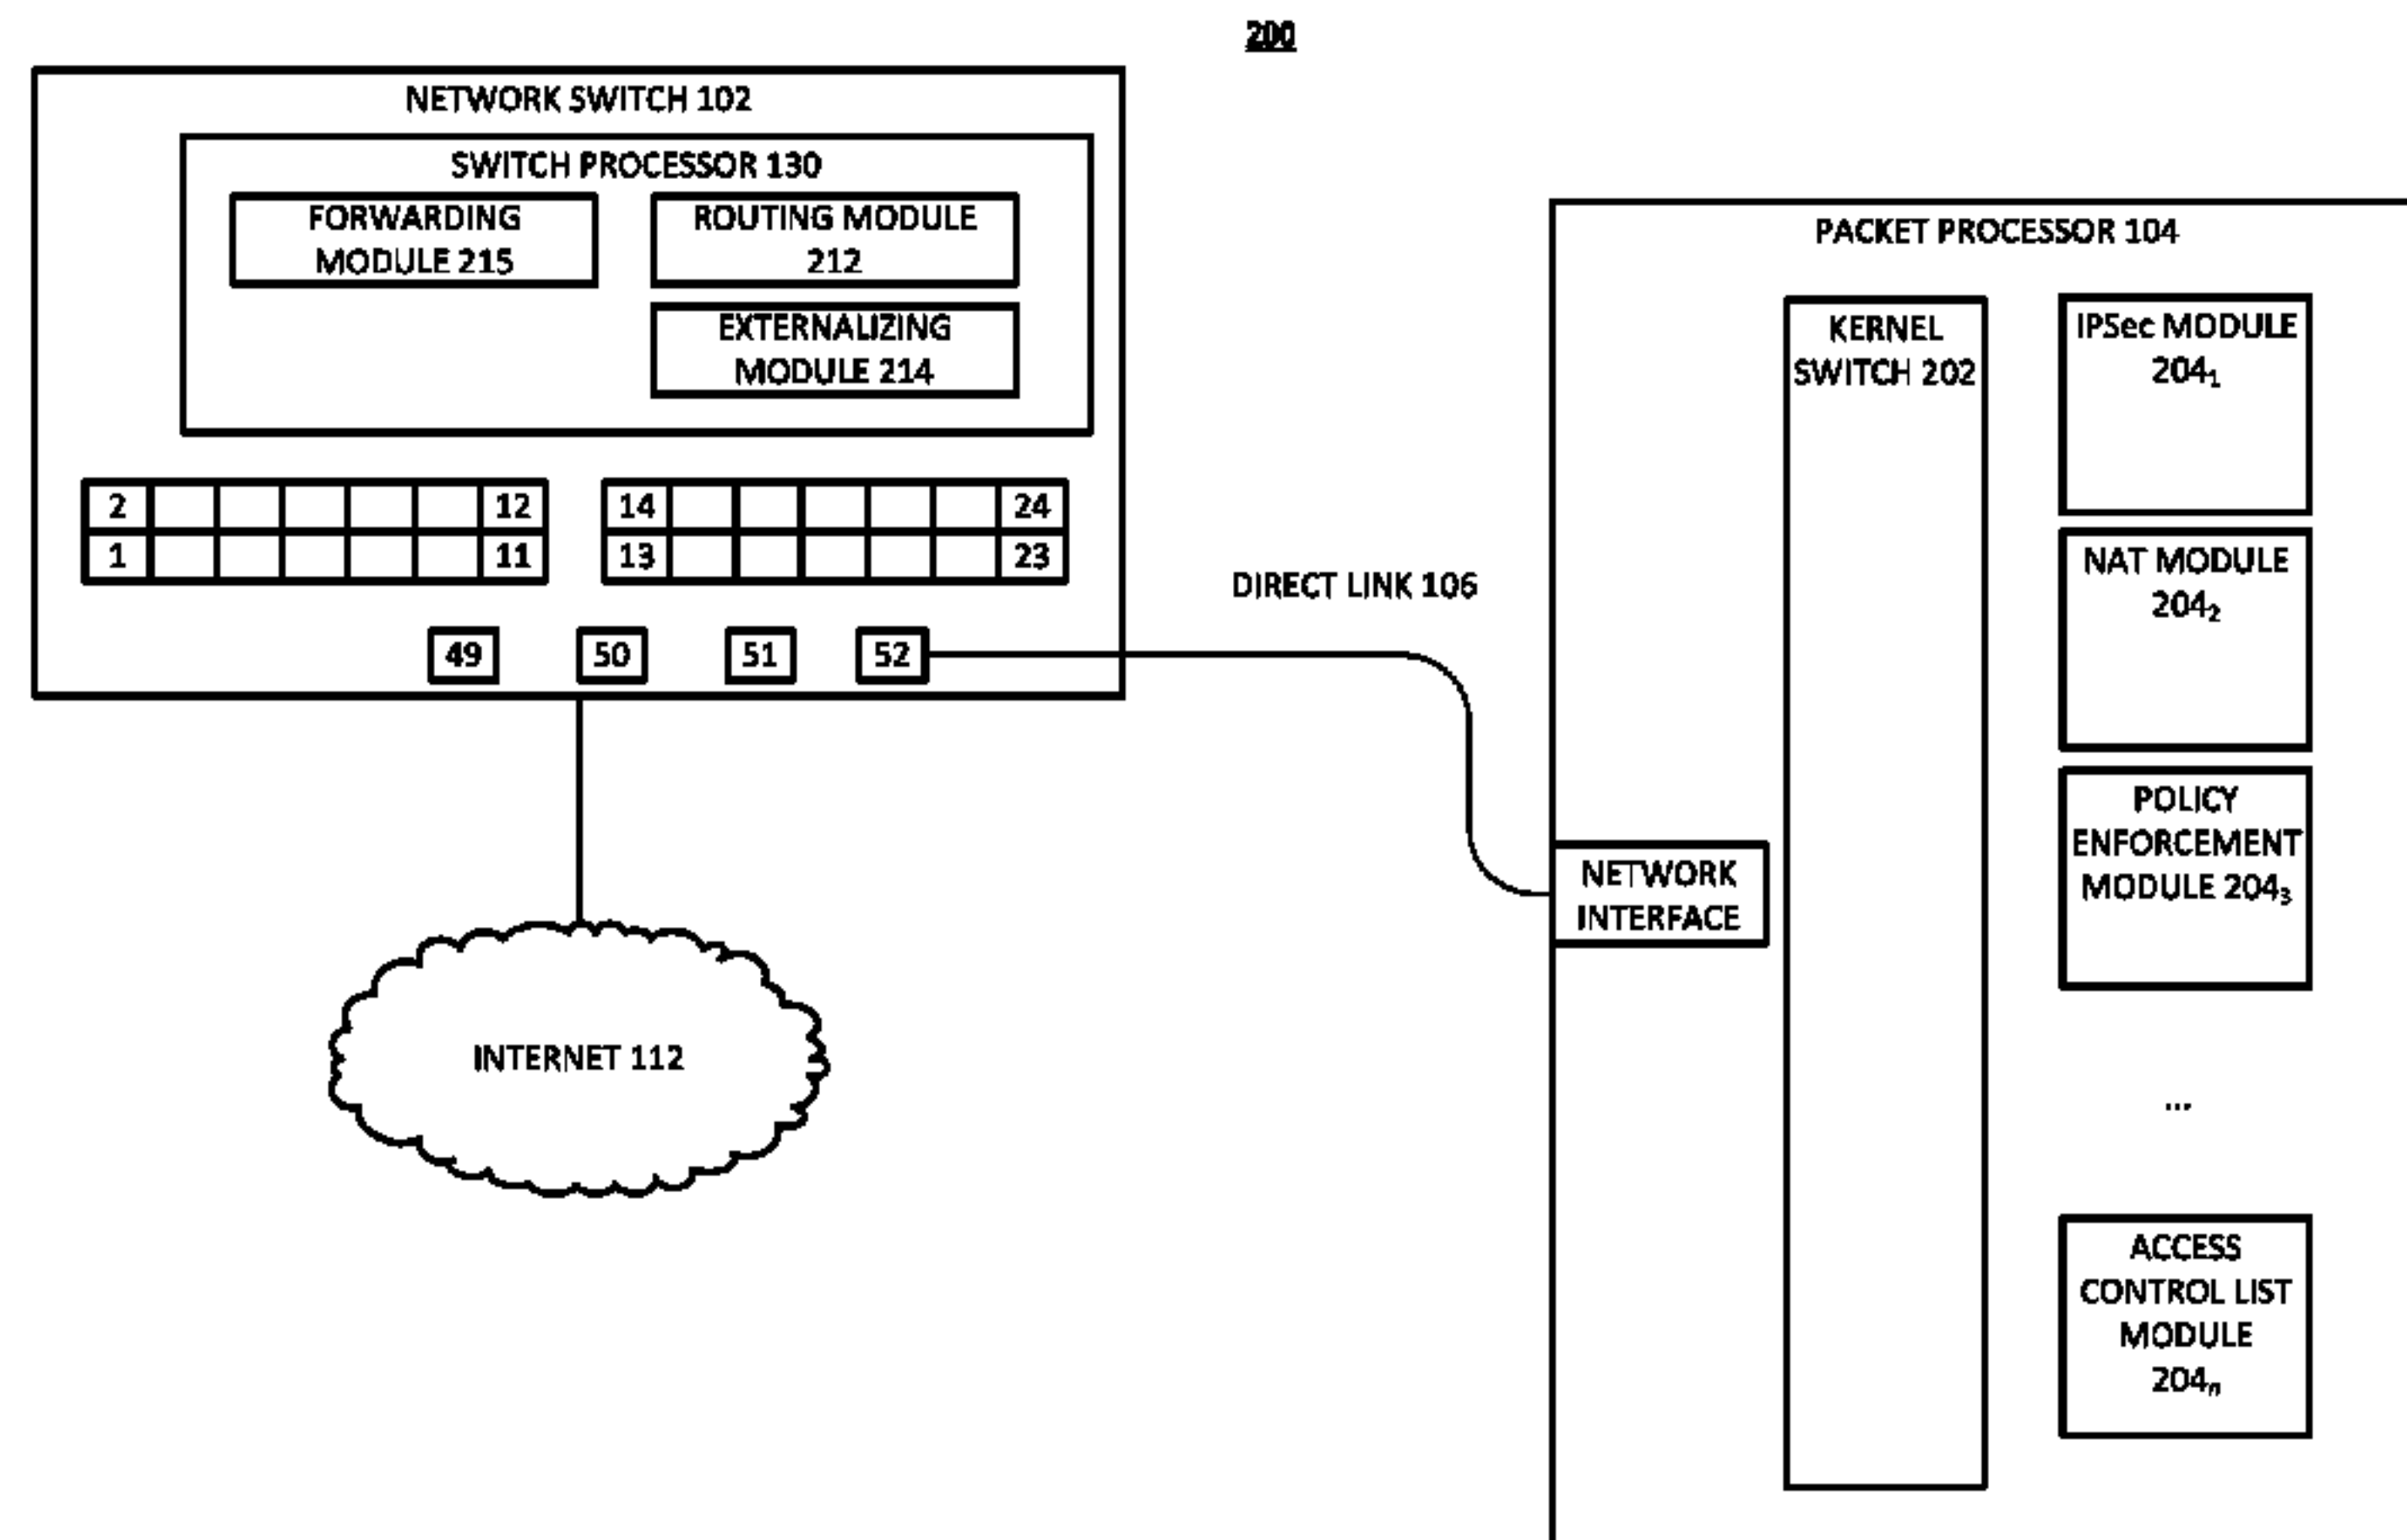 200
NETWORK SWITCH 102
SWITCH PROCESSOR 130
FORWARDING
MODULE 215
ROUTING MODULE
212
EXTERNALIZING
MODULE 214
2 12 14 24
1 11 13 23
49 50 51 52
DIRECT LINK 106
INTERNET 112
PACKET PROCESSOR 104
NETWORK
INTERFACE
KERNEL
SWITCH 202
IPSec MODULE
204₁
NAT MODULE
204₂
POLICY
ENFORCEMENT
MODULE 204₃
...
ACCESS
CONTROL LIST
MODULE
204ₙ